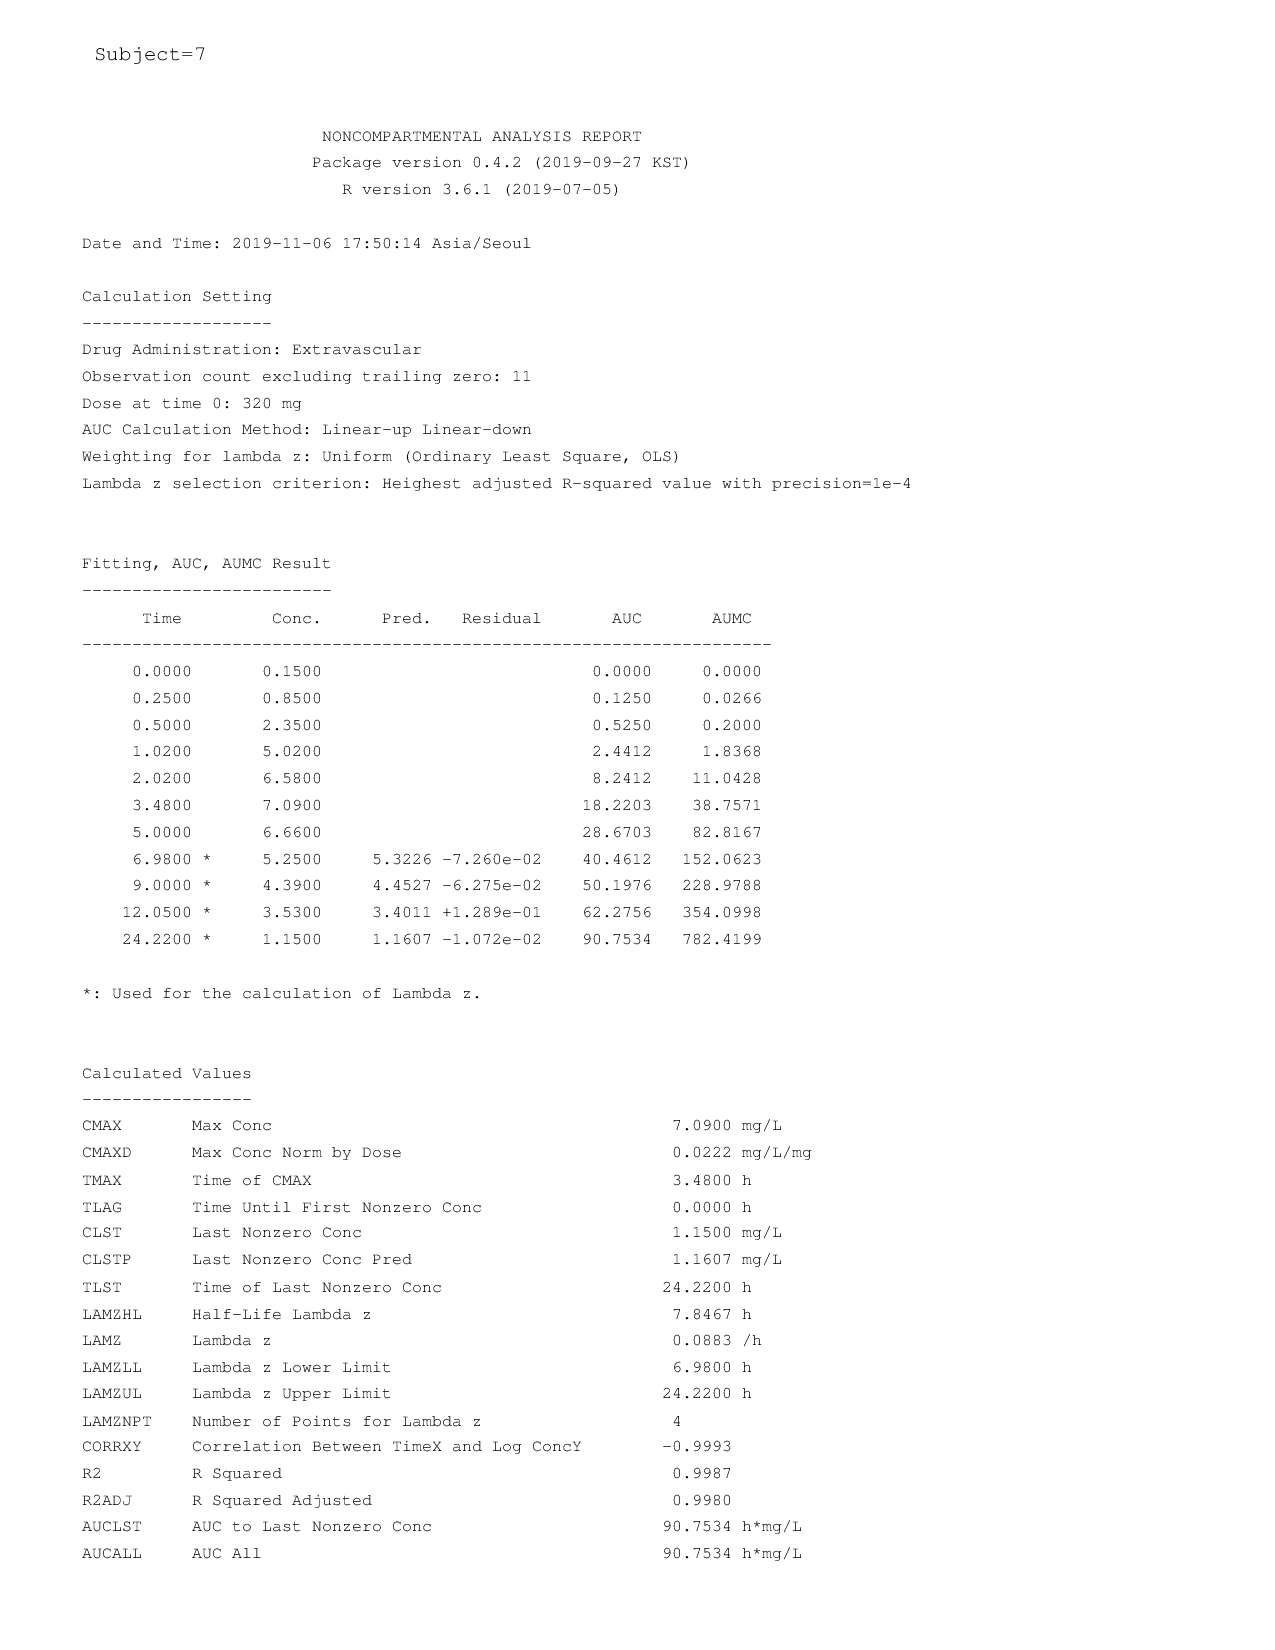 Subject=7
NONCOMPARTMENTAL ANALYSIS REPORT
Package version 0.4.2 (2019-09-27 KST)
R version 3.6.1 (2019-07-05)
Date and Time: 2019-11-06 17:50:14 Asia/Seoul
Calculation Setting
-------------------
Drug Administration: Extravascular
Observation count excluding trailing zero: 11
Dose at time 0: 320 mg
AUC Calculation Method: Linear-up Linear-down
Weighting for lambda z: Uniform (Ordinary Least Square, OLS)
Lambda z selection criterion: Heighest adjusted R-squared value with precision=1e-4
Fitting, AUC, AUMC Result
-------------------------
Time Conc. Pred. Residual AUC AUMC
---------------------------------------------------------------------
0.0000 0.1500 0.0000 0.0000
0.2500 0.8500 0.1250 0.0266
0.5000 2.3500 0.5250 0.2000
1.0200 5.0200 2.4412 1.8368
2.0200 6.5800 8.2412 11.0428
3.4800 7.0900 18.2203 38.7571
5.0000 6.6600 28.6703 82.8167
6.9800 * 5.2500 5.3226 -7.260e-02 40.4612 152.0623
9.0000 * 4.3900 4.4527 -6.275e-02 50.1976 228.9788
12.0500 * 3.5300 3.4011 +1.289e-01 62.2756 354.0998
24.2200 * 1.1500 1.1607 -1.072e-02 90.7534 782.4199
*: Used for the calculation of Lambda z.
Calculated Values
-----------------
CMAX Max Conc 7.0900 mg/L
CMAXD Max Conc Norm by Dose 0.0222 mg/L/mg
TMAX Time of CMAX 3.4800 h
TLAG Time Until First Nonzero Conc 0.0000 h
CLST Last Nonzero Conc 1.1500 mg/L
CLSTP Last Nonzero Conc Pred 1.1607 mg/L
TLST Time of Last Nonzero Conc 24.2200 h
LAMZHL Half-Life Lambda z 7.8467 h
LAMZ Lambda z 0.0883 /h
LAMZLL Lambda z Lower Limit 6.9800 h
LAMZUL Lambda z Upper Limit 24.2200 h
LAMZNPT Number of Points for Lambda z 4
CORRXY Correlation Between TimeX and Log ConcY -0.9993
R2 R Squared 0.9987
R2ADJ R Squared Adjusted 0.9980
AUCLST AUC to Last Nonzero Conc 90.7534 h*mg/L
AUCALL AUC All 90.7534 h*mg/L